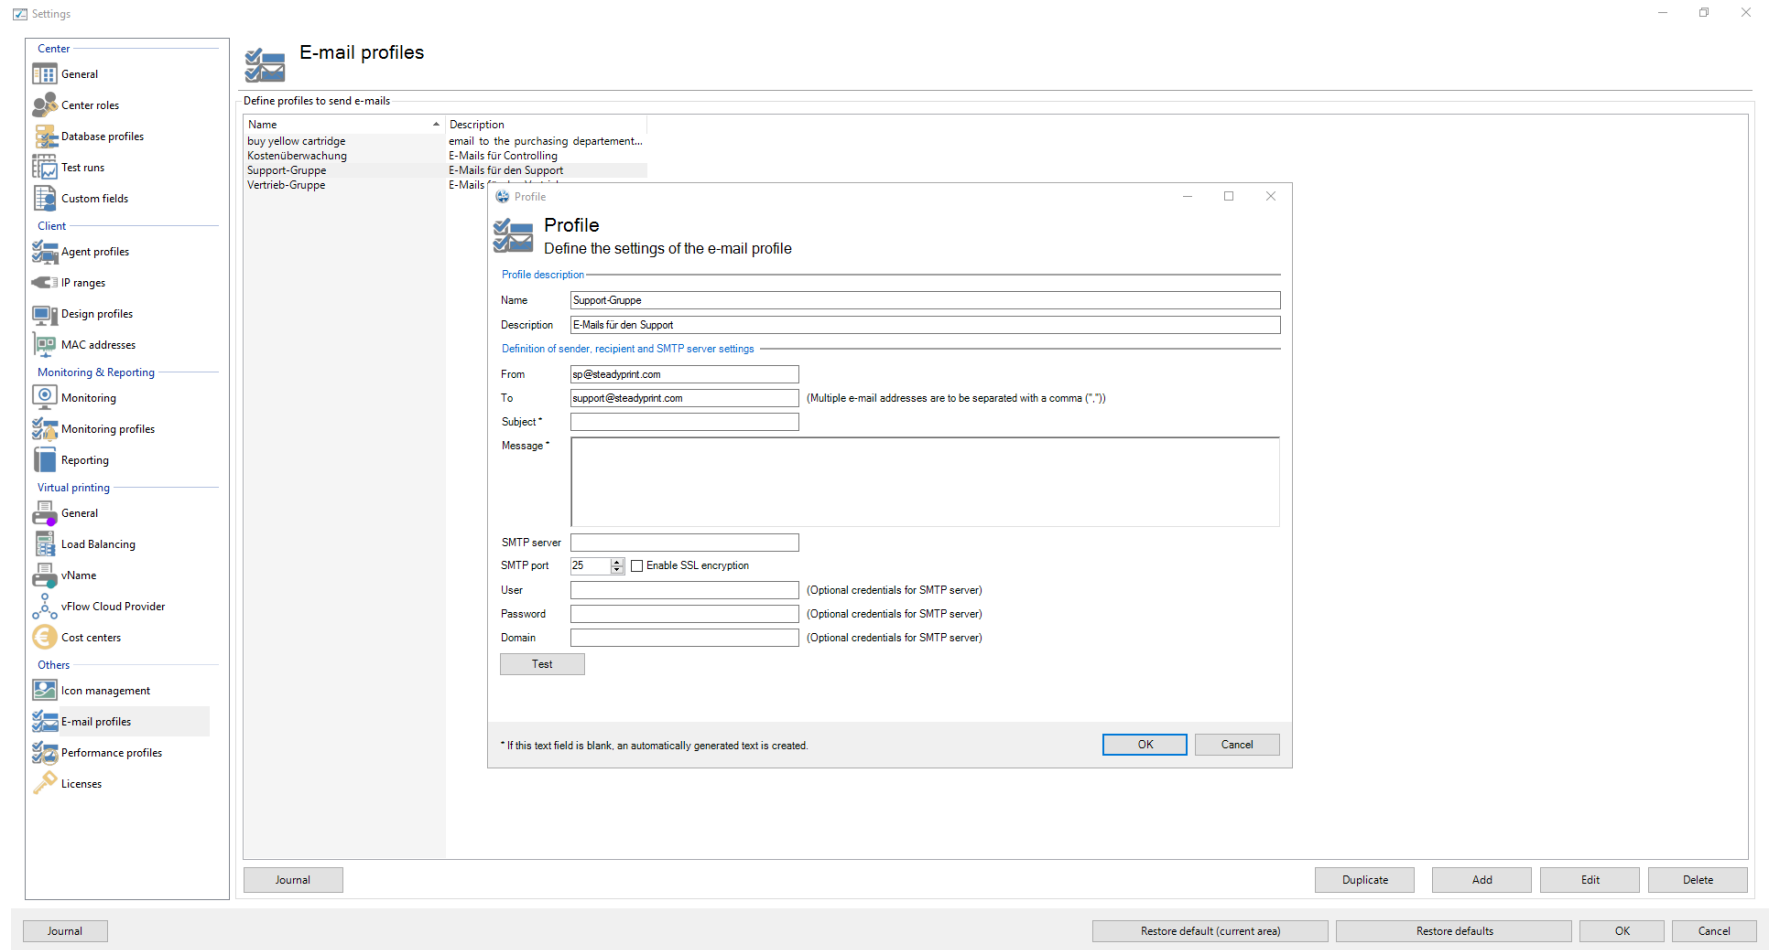 Settings
Center
General
Center roles
Database profiles
Test runs
Custom fields
Client
Agent profiles
IP ranges
Design profiles
MAC addresses
Monitoring & Reporting
Monitoring
Monitoring profiles
Reporting
Virtual printing
General
Load Balancing
vName
vFlow Cloud Provider
Cost centers
Others
Icon management
E-mail profiles
Performance profiles
Licenses
E-mail profiles
Define profiles to send e-mails
Name Description
buy yellow cartridge email to the purchasing departement...
Kostenüberwachung E-Mails für Controlling
Support-Gruppe E-Mails für den Support
Vertrieb-Gruppe E-Mails
Profile
Profile
Define the settings of the e-mail profile
Profile description
Name Support-Gruppe
Description E-Mails für den Support
Definition of sender, recipient and SMTP server settings
From sp@steadyprint.com
To support@steadyprint.com (Multiple e-mail addresses are to be separated with a comma (","))
Subject *
Message *
SMTP server
SMTP port 25 Enable SSL encryption
User (Optional credentials for SMTP server)
Password (Optional credentials for SMTP server)
Domain (Optional credentials for SMTP server)
Test
* If this text field is blank, an automatically generated text is created. OK Cancel
Journal Duplicate Add Edit Delete
Journal Restore default (current area) Restore defaults OK Cancel